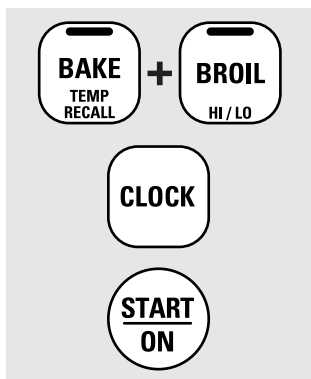 BAKE
TEMP
RECALL
+
BROIL
HI / LO
CLOCK
START
ON